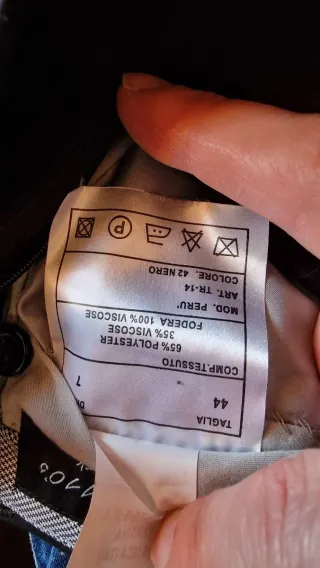 TAGLIA
44 7
COMP.TESSUTO
65% POLYESTER
35% VISCOSE
FODERA 100% VISCOSE
MOD. PERU'
ART. TR-14
COLORE. 42 NERO
P